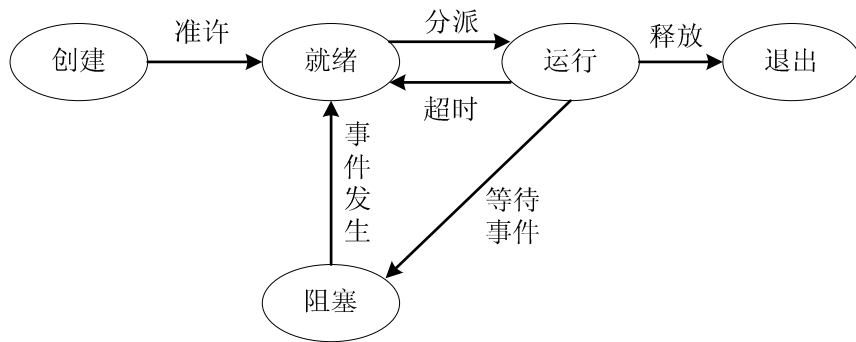 准许
分派
释放
创建
就绪
运行
退出
超时
事件发生
等待
事件
阻塞